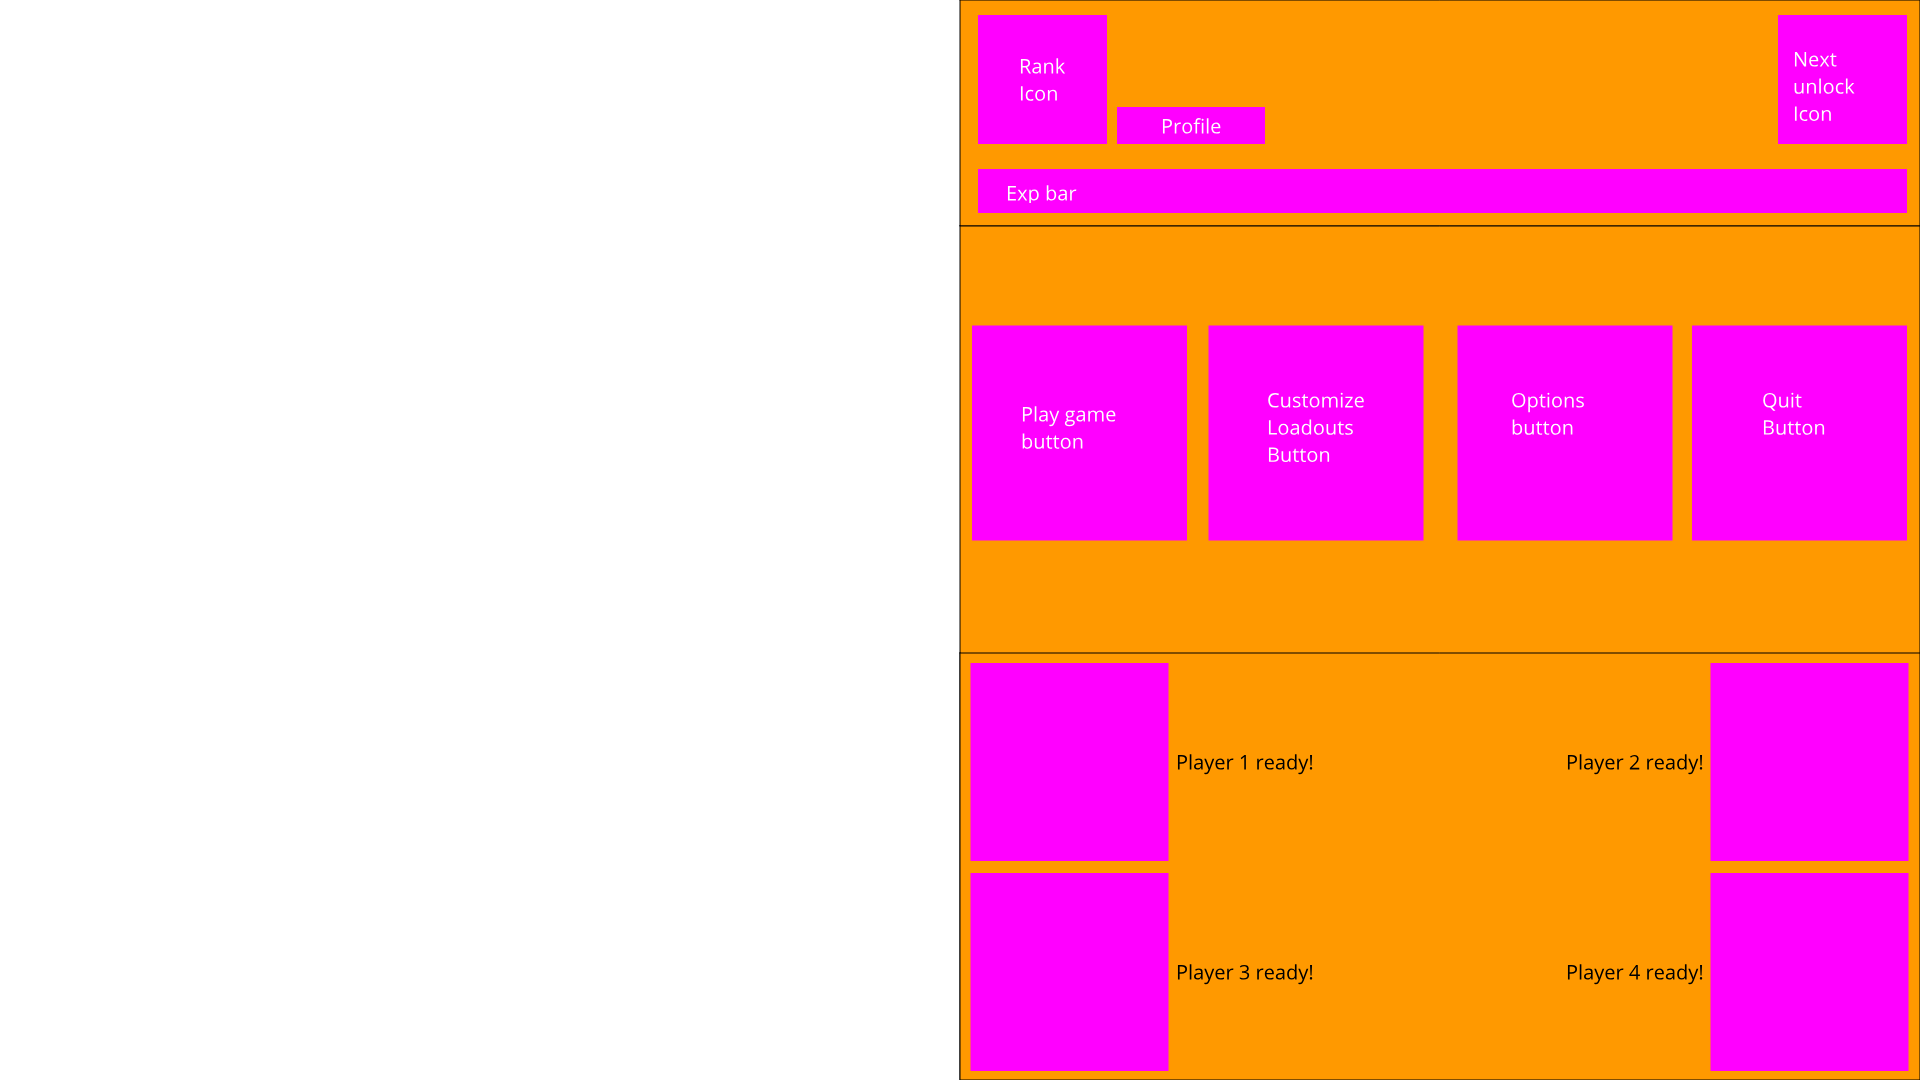 Rank
Icon
Next
unlock
Icon
Profile
Exp bar
Play game
button
Customize
Loadouts
Button
Options
button
Quit
Button
Player 1 ready!
Player 2 ready!
Player 3 ready!
Player 4 ready!